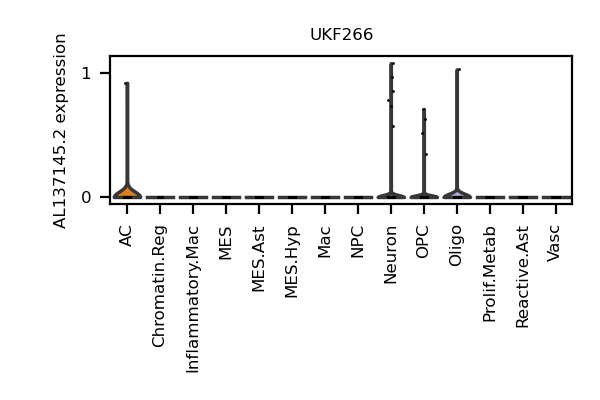 UKF266
AL137145.2 expression
1
0
AC
Chromatin.Reg
Inflammatory.Mac
MES
MES.Ast
MES.Hyp
Mac
NPC
Neuron
OPC
Oligo
Prolif.Metab
Reactive.Ast
Vasc